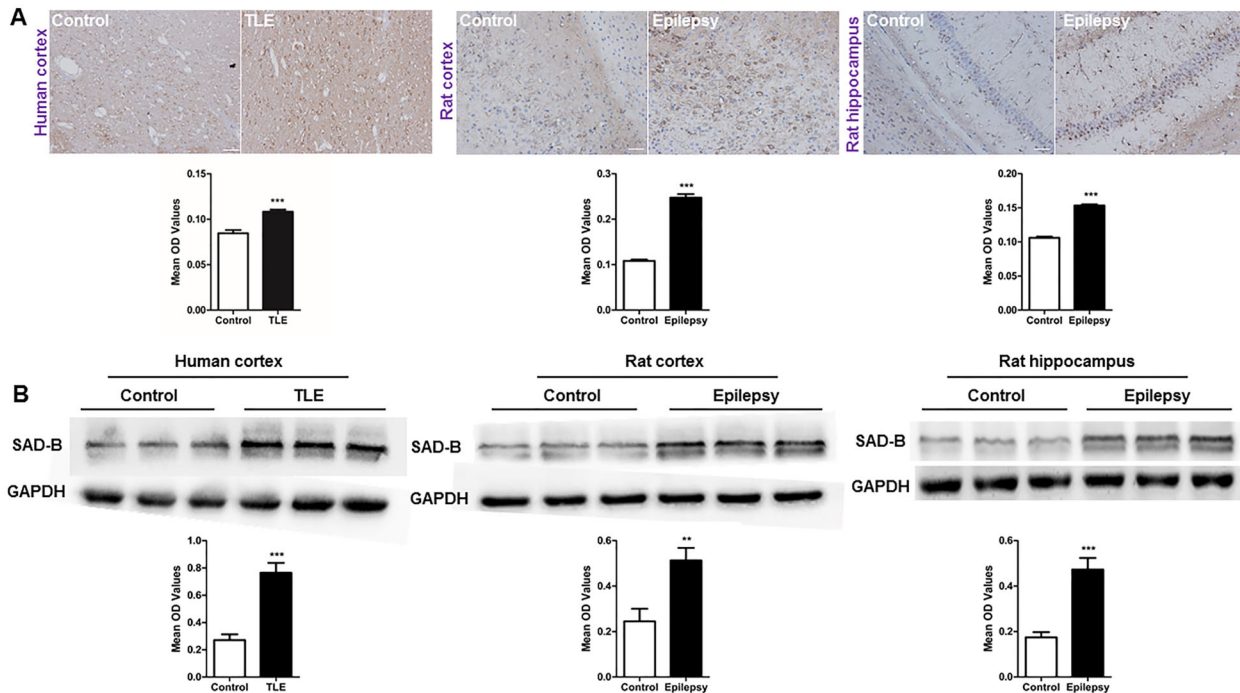 A
Control
TLE
Control
Epilepsy
Control
Epilepsy
Human cortex
Rat cortex
Rat hippocampus
0.15
0.10
0.05
0.00
Mean OD Values
***
Control
TLE
0.3
0.2
0.1
0.0
Mean OD Values
***
Control
Epilepsy
0.20
0.15
0.10
0.05
0.00
Mean OD Values
***
Control
Epilepsy
B
Human cortex
Control
TLE
SAD-B
GAPDH
Rat cortex
Control
Epilepsy
SAD-B
GAPDH
Rat hippocampus
Control
Epilepsy
SAD-B
GAPDH
1.0
0.8
0.6
0.4
0.2
0.0
Mean OD Values
***
Control
TLE
0.6
0.4
0.2
0.0
Mean OD Values
**
Control
Epilepsy
0.6
0.4
0.2
0.0
Mean OD Values
***
Control
Epilepsy